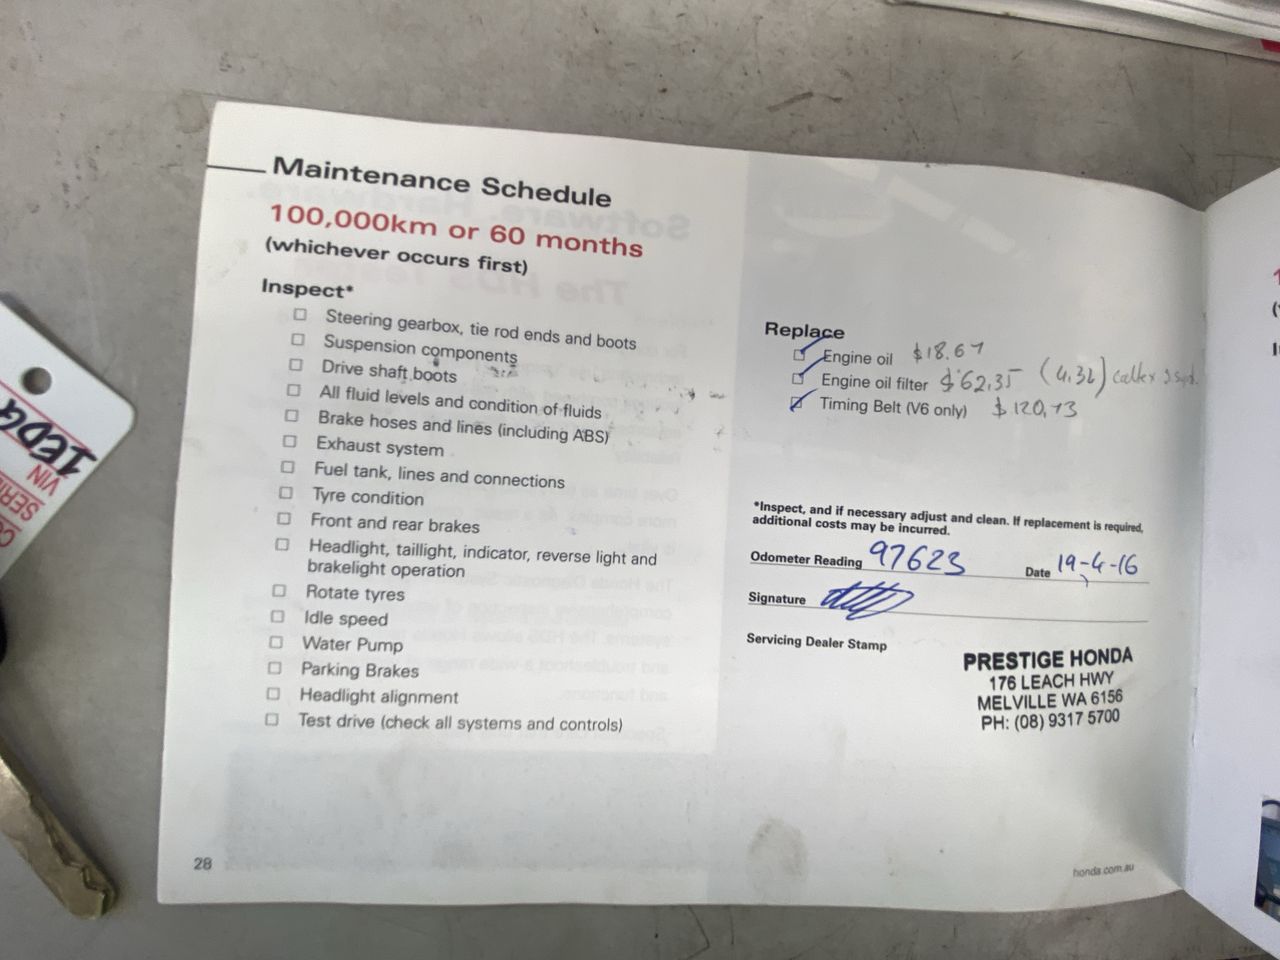 Maintenance Schedule
100,000km or 60 months
(whichever occurs first)
Inspect*
Steering gearbox, tie rod ends and boots
Suspension components
Drive shaft boots
All fluid levels and condition of fluids
Brake hoses and lines (including ABS)
Exhaust system
Fuel tank, lines and connections
Tyre condition
Front and rear brakes
Headlight, taillight, indicator, reverse light and
brakelight operation
Rotate tyres
Idle speed
Water Pump
Parking Brakes
Headlight alignment
Test drive (check all systems and controls)
28
Replace
Engine oil $18.67
Engine oil filter $62.35
Timing Belt (V6 only) $120,73
*Inspect, and if necessary adjust and clean. If replacement is required,
additional costs may be incurred.
Odometer Reading 97623 Date 19-4-16
Signature
Servicing Dealer Stamp
PRESTIGE HONDA
176 LEACH HWY
MELVILLE WA 6156
PH: (08) 9317 5700
honda.com.au
VIN